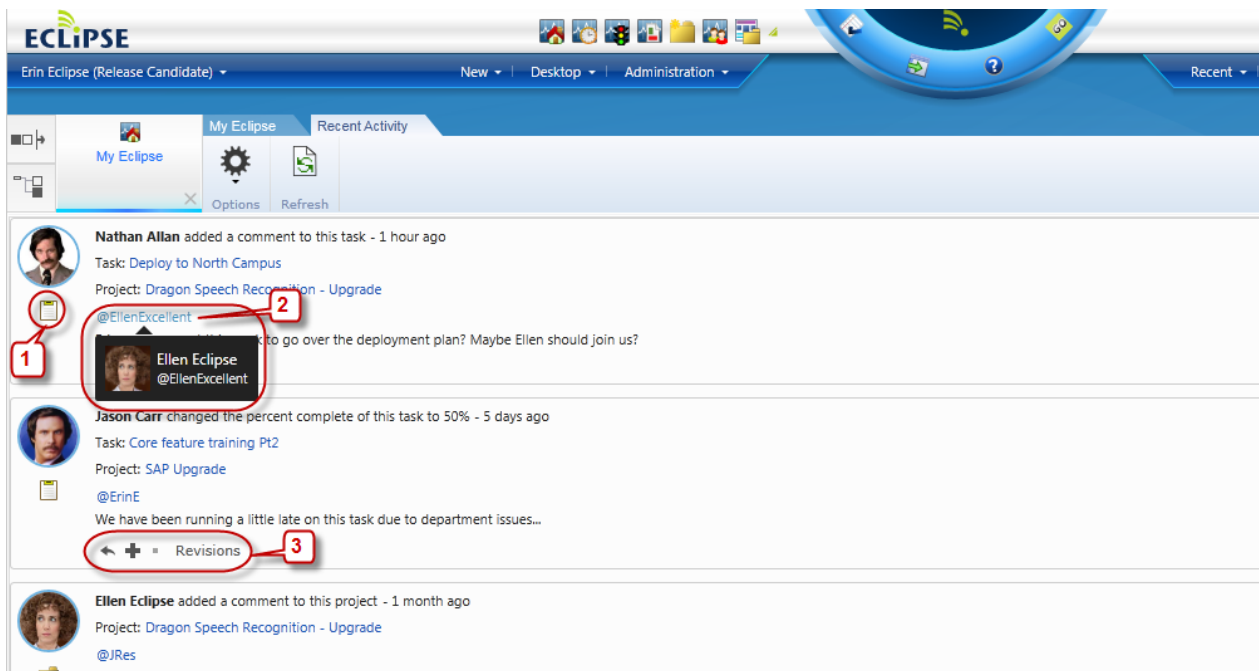 ECLiPSE
Erin Eclipse (Release Candidate)
New Desktop Administration
Recent
My Eclipse Recent Activity
My Eclipse
Options Refresh
Nathan Allan added a comment to this task - 1 hour ago
Task: Deploy to North Campus
Project: Dragon Speech Recognition - Upgrade
@EllenExcellent
2
to go over the deployment plan? Maybe Ellen should join us?
1
Ellen Eclipse
@EllenExcellent
Jason Carr changed the percent complete of this task to 50% - 5 days ago
Task: Core feature training Pt2
Project: SAP Upgrade
@ErinE
We have been running a little late on this task due to department issues...
Revisions
3
Ellen Eclipse added a comment to this project - 1 month ago
Project: Dragon Speech Recognition - Upgrade
@JRes